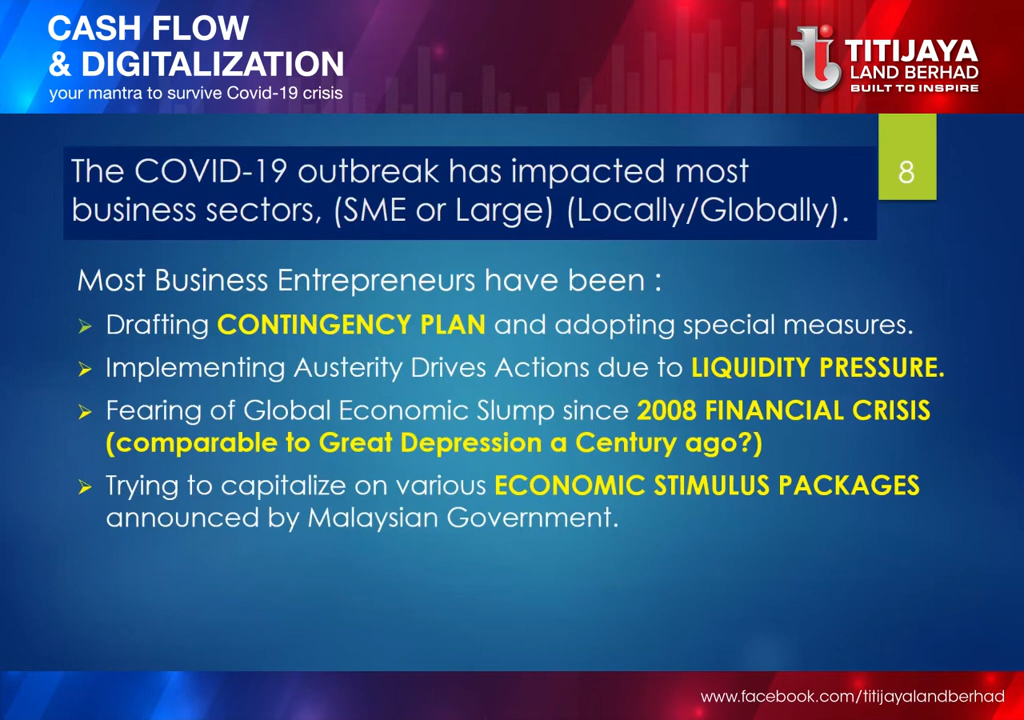 CASH FLOW
& DIGITALIZATION
your mantra to survive Covid-19 crisis
TITIJAYA
LAND BERHAD
BUILT TO INSPIRE
The COVID-19 outbreak has impacted most
business sectors, (SME or Large) (Locally/Globally).
8
Most Business Entrepreneurs have been :
Drafting CONTINGENCY PLAN and adopting special measures.
Implementing Austerity Drives Actions due to LIQUIDITY PRESSURE.
Fearing of Global Economic Slump since 2008 FINANCIAL CRISIS
(comparable to Great Depression a Century ago?)
Trying to capitalize on various ECONOMIC STIMULUS PACKAGES
announced by Malaysian Government.
www.facebook.com/titijayalandberhad